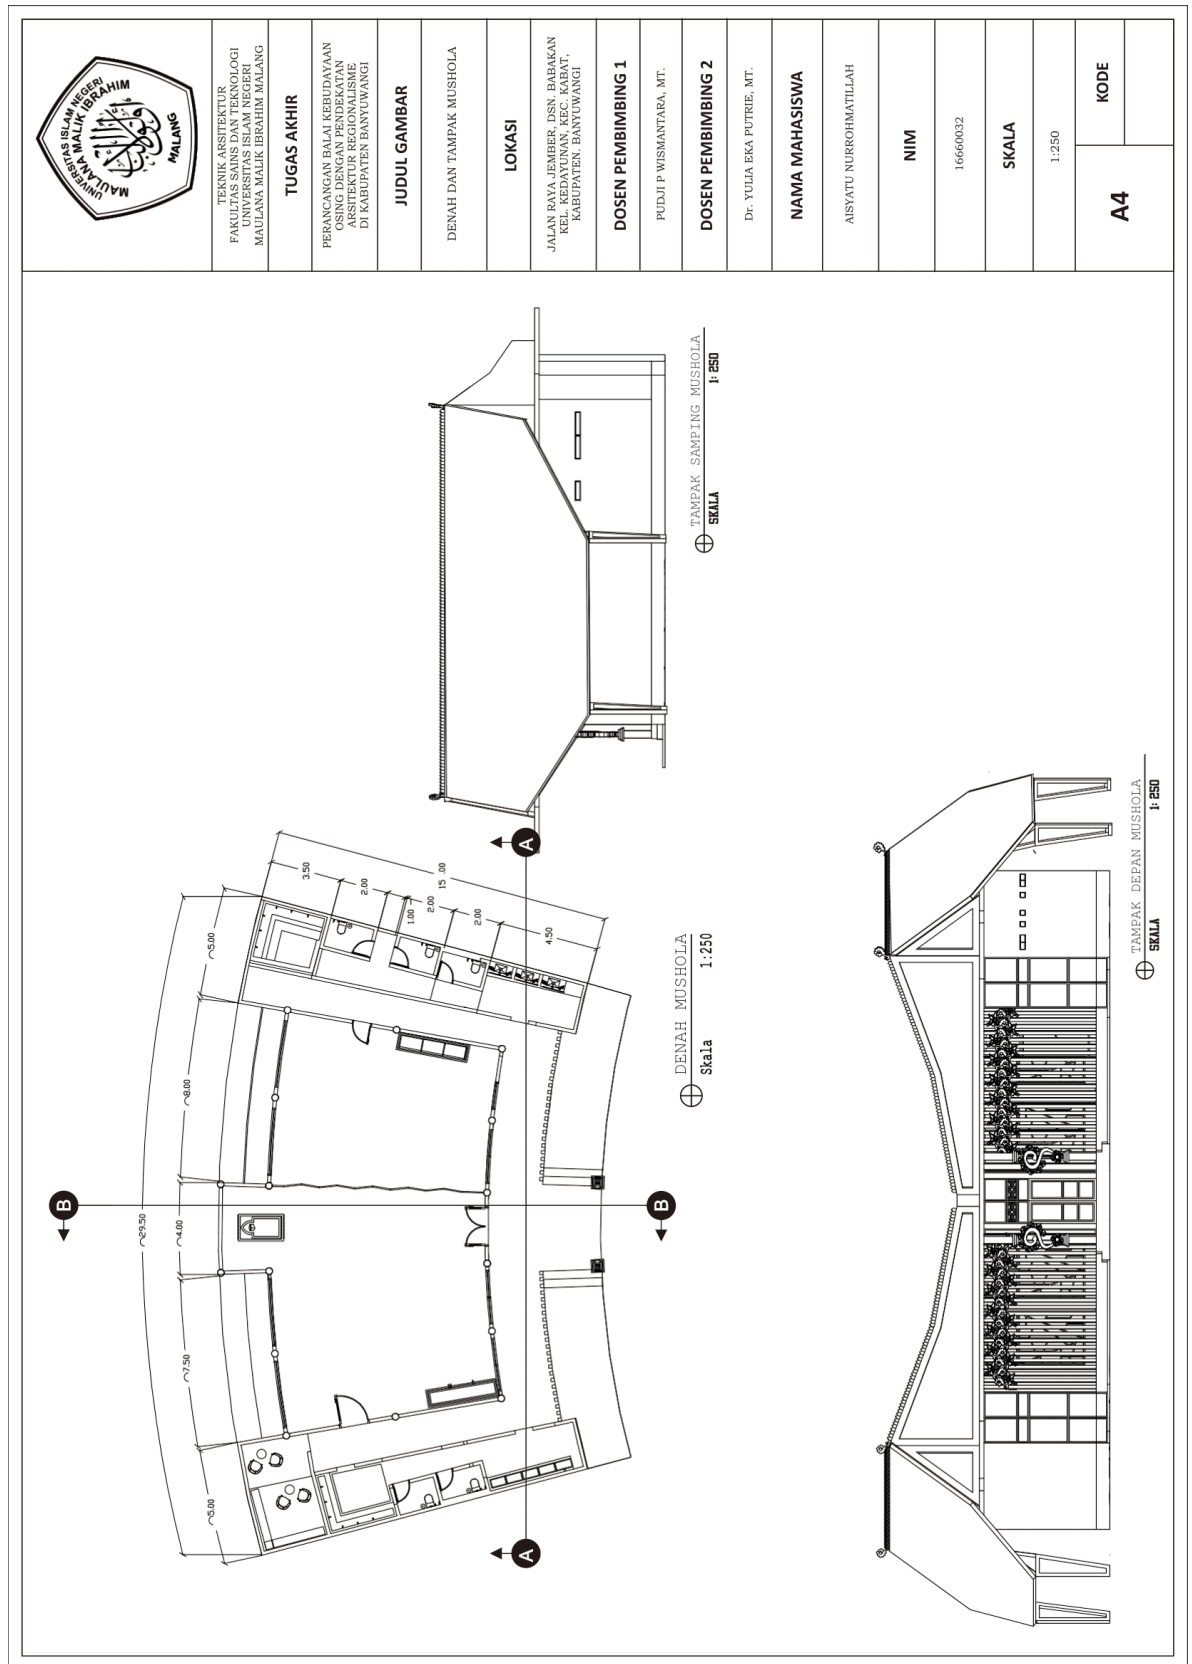 UNIVERSITAS ISLAM NEGERI
MAULANA MALIK IBRAHIM
MALANG
TEKNIK ARSITEKTUR
FAKULTAS SAINS DAN TEKNOLOGI
UNIVERSITAS ISLAM NEGERI
MAULANA MALIK IBRAHIM MALANG
TUGAS AKHIR
PERANCANGAN BALAI KEBUDAYAAN
OSING DENGAN PENDEKATAN
ARSITEKTUR REGIONALISME
DI KABUPATEN BANYUWANGI
JUDUL GAMBAR
DENAH DAN TAMPAK MUSHOLA
LOKASI
JALAN RAYA JEMBER, DSN. BABAKAN
KEL. KEDAYUNAN, KEC. KABAT,
KABUPATEN. BANYUWANGI
DOSEN PEMBIMBING 1
PUDJI P WISMANTARA, MT.
DOSEN PEMBIMBING 2
Dr. YULIA EKA PUTRIE, MT.
NAMA MAHASISWA
AISYATU NURROHMATILLAH
NIM
16660032
SKALA
1:250
KODE
A4
29.50
5.00
7.50
4.00
8.00
5.00
3.50
2.00
1.00
2.00
2.00
4.50
15 .00
A
A
B
B
DENAH MUSHOLA
Skala 1:250
TAMPAK SAMPING MUSHOLA
SKALA 1: 250
TAMPAK DEPAN MUSHOLA
SKALA 1: 250